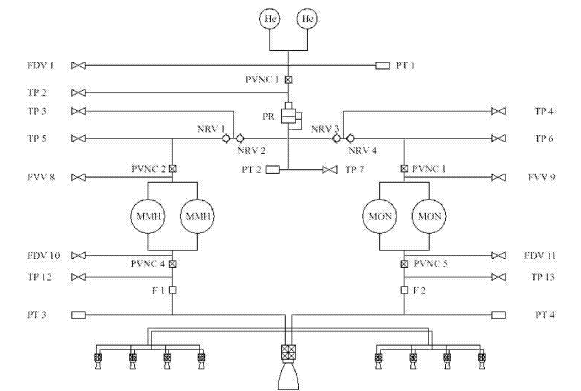 He He
FDV 1 PT 1
PVNC 1
TP 2
TP 3 TP 4
PR
NRV 1 NRV 3
TP 5 TP 6
NRV 2 NRV 4
PVNC 2 PT 2 TP 7 PVNC 1
FVV 8 FVV 9
MMH MMH MON MON
FDV 10 FDV 11
PVNC 4 PVNC 5
TP 12 TP 13
F 1 F 2
PT 3 PT 4